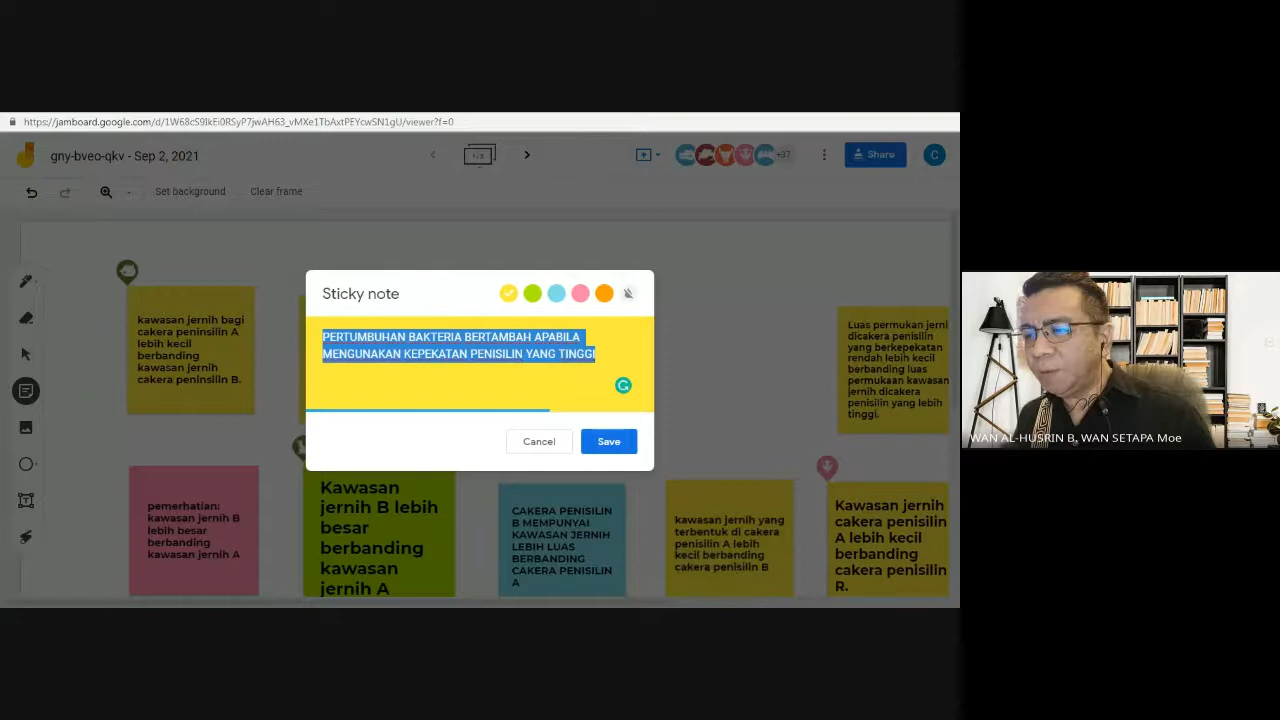 https://jamboard.google.com/d/1W68cS9IkEi0RSyP7jwAH63_vMXe1TbAxtPEYcwSN1gU/viewer?f=0
gny-bveo-qkv - Sep 2, 2021
1/3
+37
Share
C
Set background
Clear frame
Sticky note
PERTUMBUHAN BAKTERIA BERTAMBAH APABILA
MENGUNAKAN KEPEKATAN PENISILIN YANG TINGGI
Cancel
Save
kawasan jernih bagi
cakera peninsilin A
lebih kecil
berbanding
kawasan jernih
cakera peninsilin B.
Luas permukan jerni
dicakera penisilin
yang berkepekatan
rendah lebih kecil
berbanding luas
permukaan kawasan
jernih dicakera
penisilin yang lebih
tinggi.
pemerhatian:
kawasan jernih B
lebih besar
berbanding
kawasan jernih A
Kawasan
jernih B lebih
besar
berbanding
kawasan
jernih A
CAKERA PENISILIN
B MEMPUNYAI
KAWASAN JERNIH
LEBIH LUAS
BERBANDING
CAKERA PENISILIN
A
kawasan jernih yang
terbentuk di cakera
penisilin A lebih
kecil berbanding
cakera penisilin B
Kawasan jernih
cakera penisilin
A lebih kecil
berbanding
cakera penisilin
WAN AL-HUSRIN B. WAN SETAPA Moe